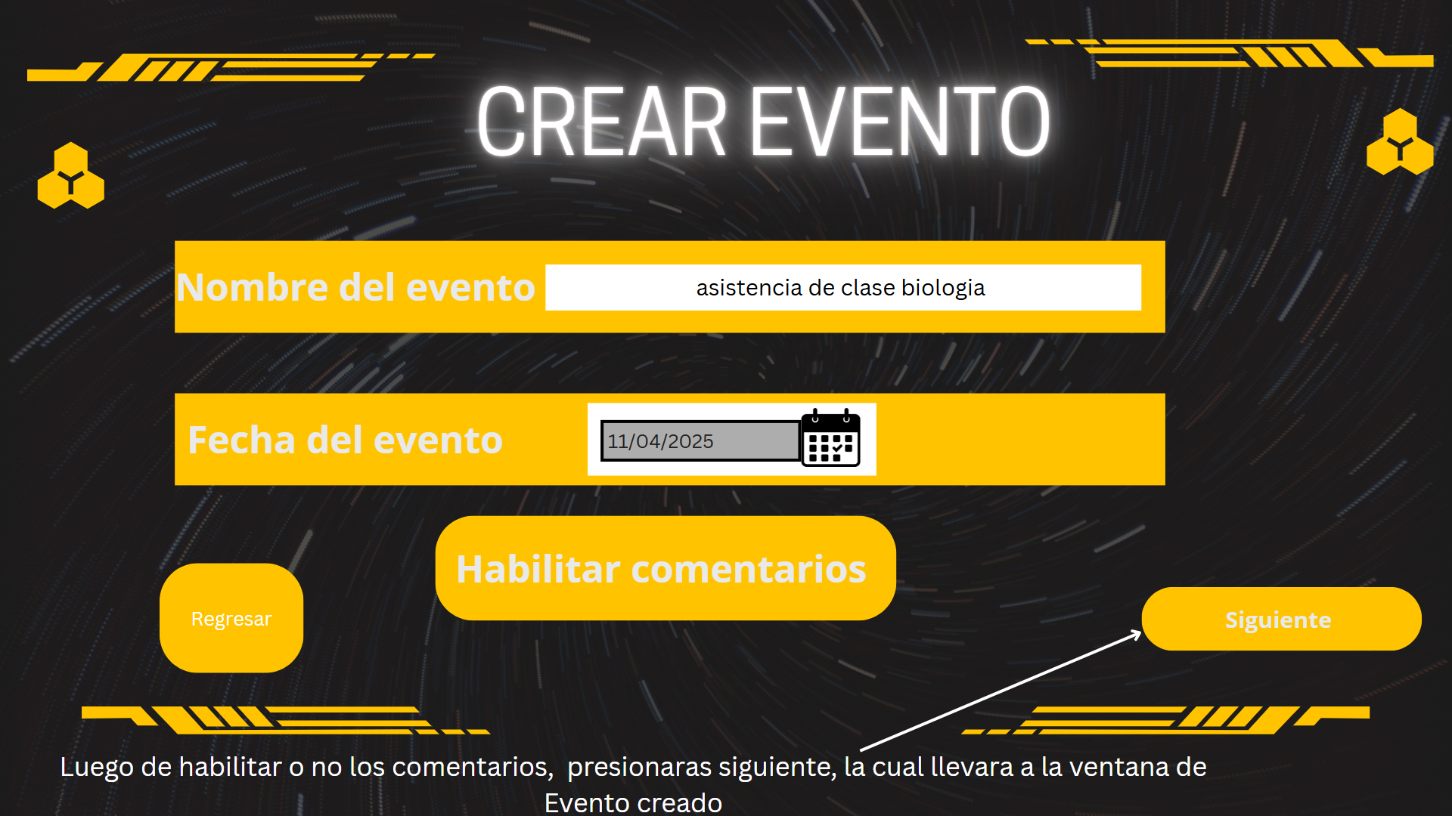 CREAR EVENTO
Nombre del evento asistencia de clase biologia
Fecha del evento 11/04/2025
Habilitar comentarios
Regresar
Siguiente
Luego de habilitar o no los comentarios, presionaras siguiente, la cual llevara a la ventana de
Evento creado